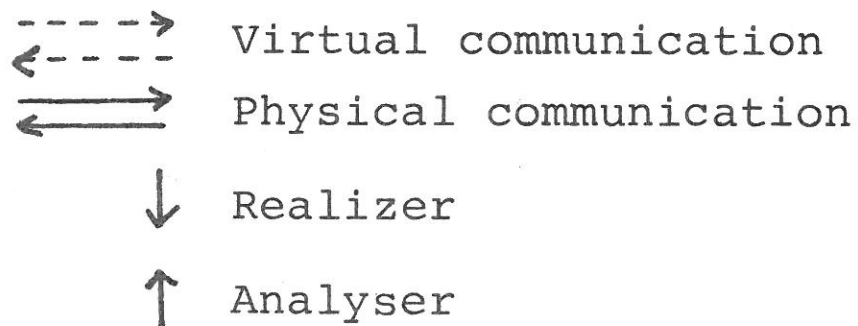 Virtual communication
Physical communication
Realizer
Analyser